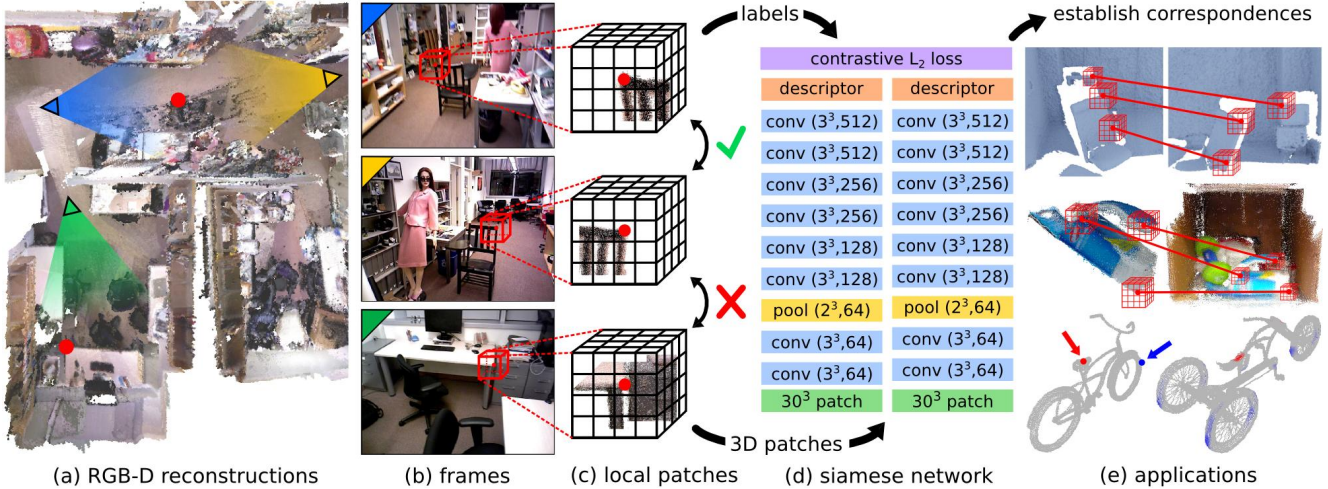 labels
establish correspondences
contrastive L₂ loss
descriptor descriptor
conv (3³,512) conv (3³,512)
conv (3³,512) conv (3³,512)
conv (3³,256) conv (3³,256)
conv (3³,256) conv (3³,256)
conv (3³,128) conv (3³,128)
conv (3³,128) conv (3³,128)
pool (2³,64) pool (2³,64)
conv (3³,64) conv (3³,64)
conv (3³,64) conv (3³,64)
30³ patch 30³ patch
3D patches
(a) RGB-D reconstructions
(b) frames
(c) local patches
(d) siamese network
(e) applications